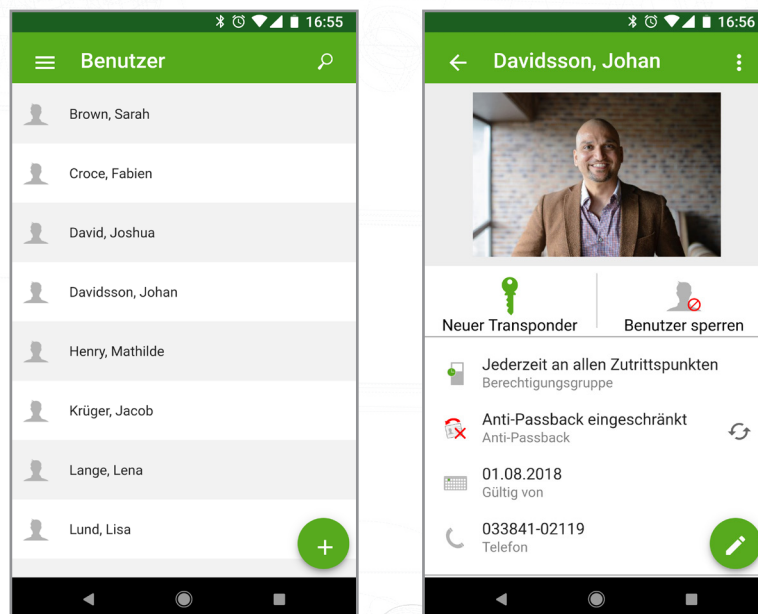 16:55
Benutzer
Brown, Sarah
Croce, Fabien
David, Joshua
Davidsson, Johan
Henry, Mathilde
Krüger, Jacob
Lange, Lena
Lund, Lisa
16:56
Davidsson, Johan
Neuer Transponder
Benutzer sperren
Jederzeit an allen Zutrittspunkten
Berechtigungsgruppe
Anti-Passback eingeschränkt
Anti-Passback
01.08.2018
Gültig von
033841-02119
Telefon